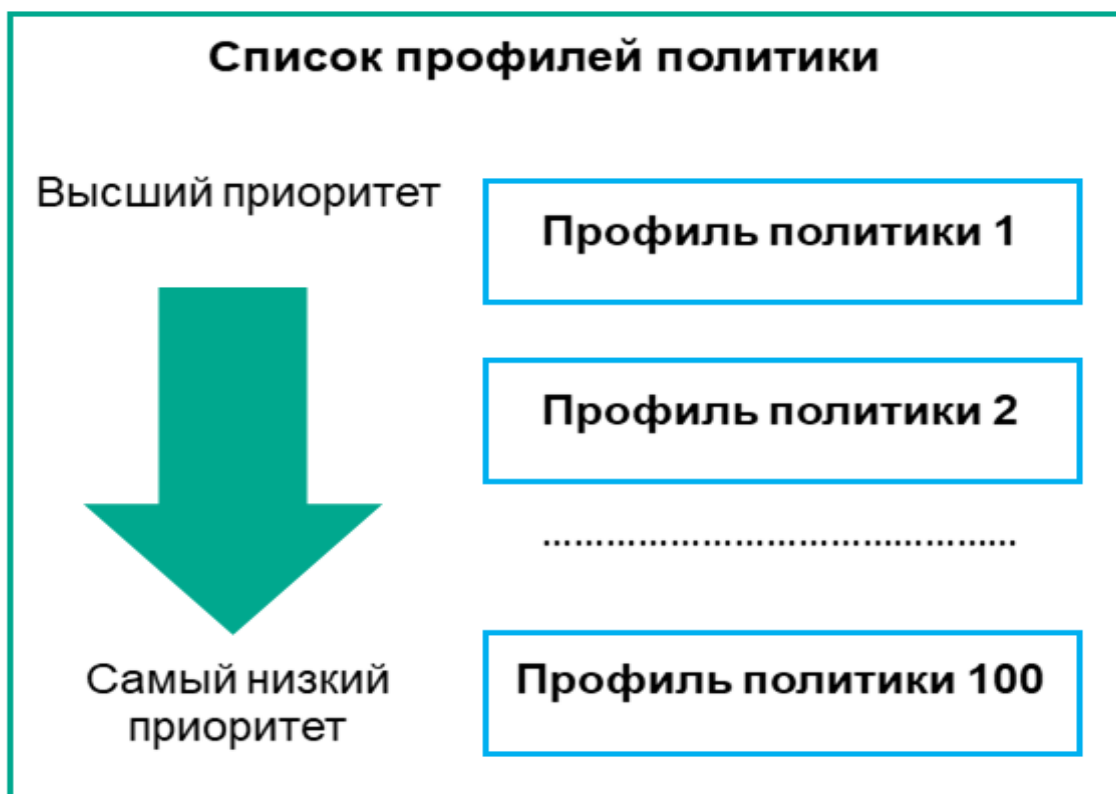 Список профилей политики
Высший приоритет
Профиль политики 1
Профиль политики 2
................................................
Самый низкий
приоритет
Профиль политики 100